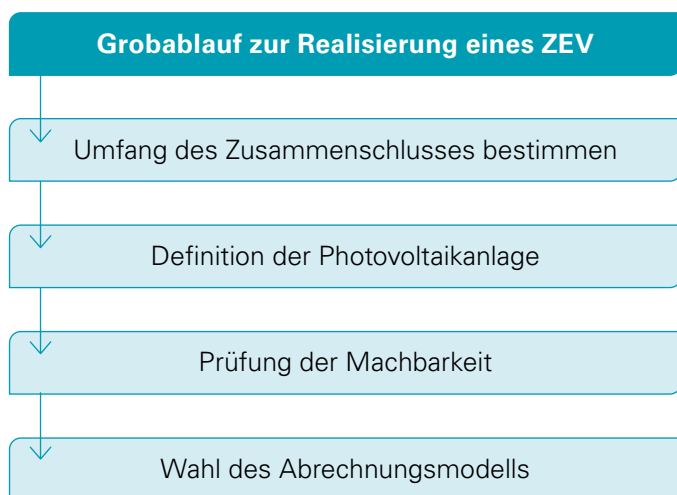 Grobablauf zur Realisierung eines ZEV
Umfang des Zusammenschlusses bestimmen
Definition der Photovoltaikanlage
Prüfung der Machbarkeit
Wahl des Abrechnungsmodells